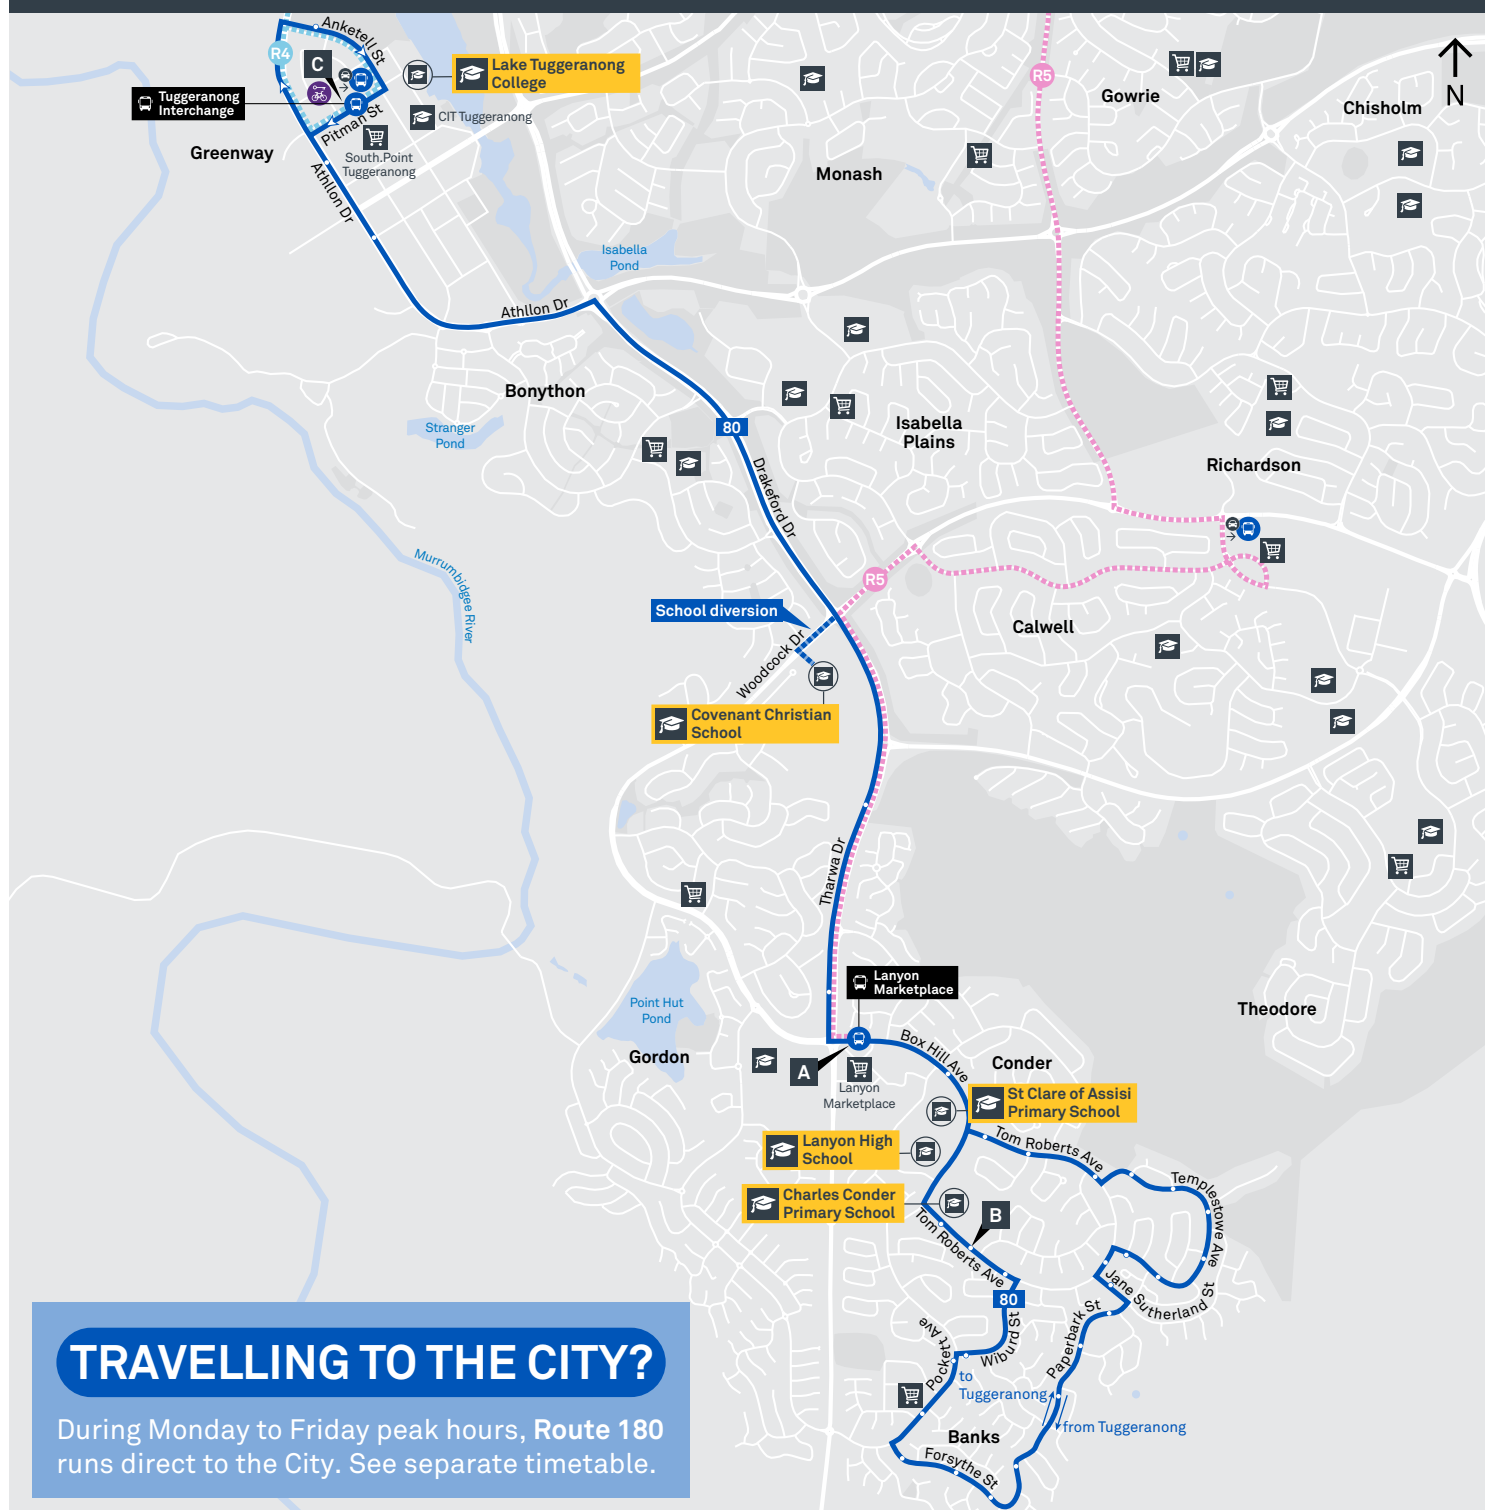 Anketell St
R4
C
Lake Tuggeranong
College
Tuggeranong
Interchange
Pitman St
CIT Tuggeranong
Greenway
South.Point
Tuggeranong
Athllon Dr
R5
Gowrie
N
Chisholm
Monash
Isabella
Pond
Athllon Dr
Bonython
Stranger
Pond
80
Isabella
Plains
Richardson
Drakeford Dr
Murrumbidgee River
R5
School diversion
Calwell
Woodcock Dr
Covenant Christian
School
Tharwa Dr
Lanyon
Marketplace
Point Hut
Pond
Theodore
Gordon
Box Hill Ave
Conder
A
Lanyon
Marketplace
St Clare of Assisi
Primary School
Lanyon High
School
Tom Roberts Ave
Templestowe Ave
Charles Conder
Primary School
B
Tom Roberts Ave
Jane Sutherland St
80
Paperbark St
Wiburd St
Pockett Ave
to
Tuggeranong
from Tuggeranong
Banks
Forsythe St
TRAVELLING TO THE CITY?
During Monday to Friday peak hours, Route 180
runs direct to the City. See separate timetable.